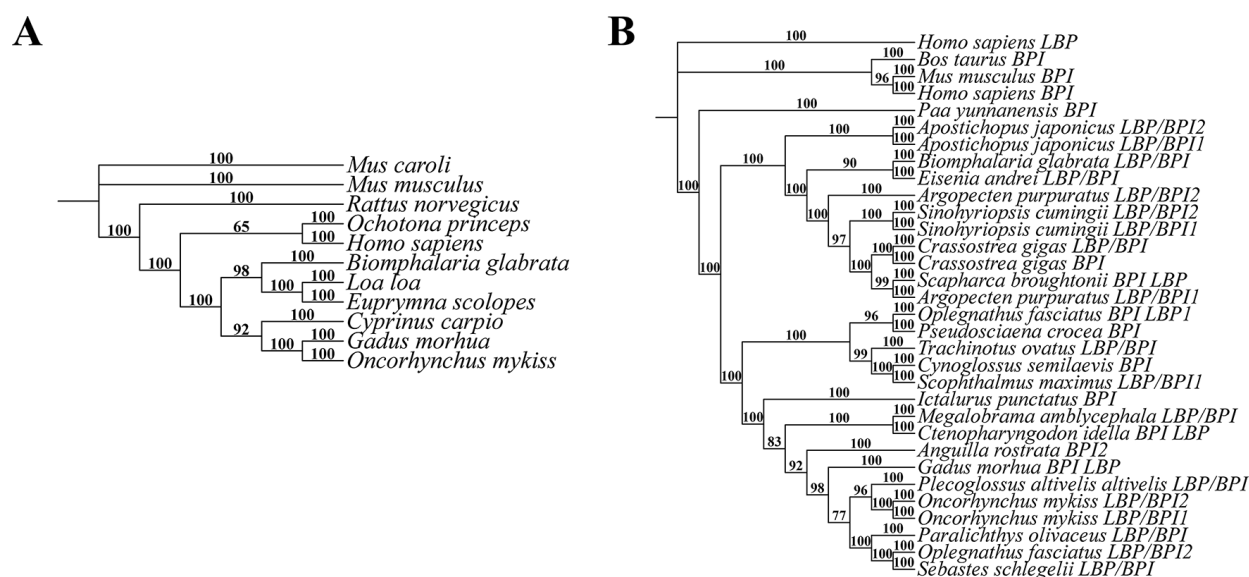 A
100
Mus caroli
100
Mus musculus
100
Rattus norvegicus
100
100
Ochotona princeps
65
100
Homo sapiens
100
100
Biomphalaria glabrata
98
100
Loa loa
100
100
Euprymna scolopes
100
100
Cyprinus carpio
92
100
Gadus morhua
100
100
Oncorhynchus mykiss
B
100
Homo sapiens LBP
100
Bos taurus BPI
100
100
Mus musculus BPI
96
100
Homo sapiens BPI
100
Paa yunnanensis BPI
100
100
Apostichopus japonicus LBP/BPI2
100
100
Apostichopus japonicus LBP/BPI1
100
100
Biomphalaria glabrata LBP/BPI
90
100
Eisenia andrei LBP/BPI
100
100
Argopecten purpuratus LBP/BPI2
100
100
Sinohyriopsis cumingii LBP/BPI2
100
100
Sinohyriopsis cumingii LBP/BPI1
97
100
Crassostrea gigas LBP/BPI
100
100
Crassostrea gigas BPI
100
100
Scapharca broughtonii BPI LBP
99
100
Argopecten purpuratus LBP/BPI1
100
100
Oplegnathus fasciatus BPI LBP1
96
100
Pseudosciaena crocea BPI
100
100
Trachinotus ovatus LBP/BPI
99
100
Cynoglossus semilaevis BPI
100
100
Scophthalmus maximus LBP/BPI1
100
100
Ictalurus punctatus BPI
100
100
Megalobrama amblycephala LBP/BPI
100
100
Ctenopharyngodon idella BPI LBP
83
100
Anguilla rostrata BPI2
92
100
Gadus morhua BPI LBP
98
100
Plecoglossus altivelis altivelis LBP/BPI
96
100
Oncorhynchus mykiss LBP/BPI2
100
100
Oncorhynchus mykiss LBP/BPI1
77
100
Paralichthys olivaceus LBP/BPI
100
100
Oplegnathus fasciatus LBP/BPI2
100
100
Sebastes schlegelii LBP/BPI